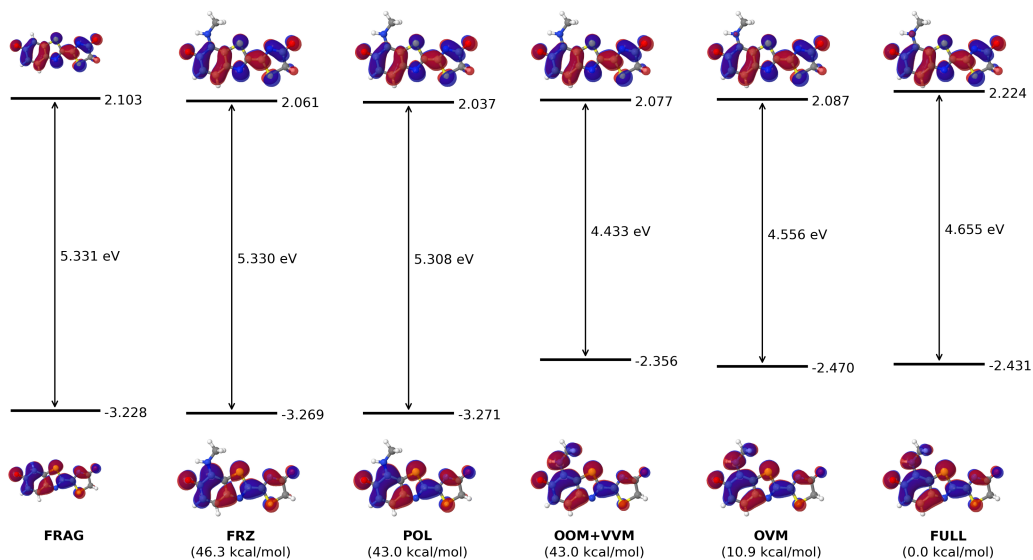 2.103
2.061
2.037
2.077
2.087
2.224
5.331 eV
5.330 eV
5.308 eV
4.433 eV
4.556 eV
4.655 eV
-3.228
-3.269
-3.271
-2.356
-2.470
-2.431
FRAG
FRZ
POL
OOM+VVM
OVM
FULL
(46.3 kcal/mol)
(43.0 kcal/mol)
(43.0 kcal/mol)
(10.9 kcal/mol)
(0.0 kcal/mol)